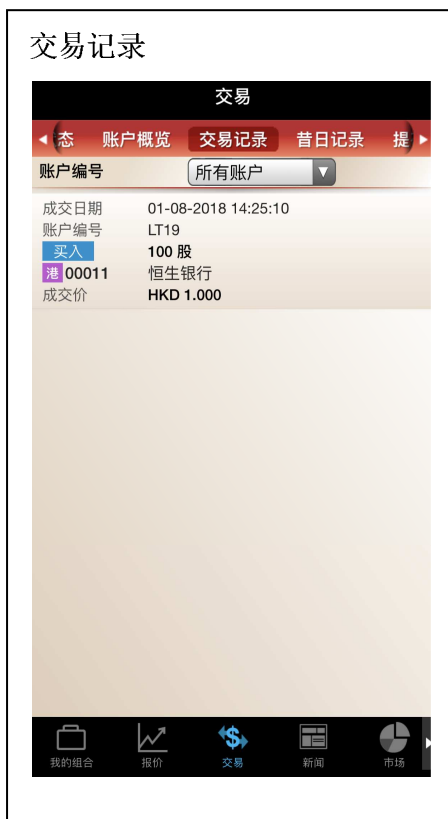 交易记录
交易
态 账户概览 交易记录 昔日记录 提
账户编号 所有账户
成交日期 01-08-2018 14:25:10
账户编号 LT19
买入 100 股
港 00011 恒生银行
成交价 HKD 1.000
我的组合 报价 交易 新闻 市场